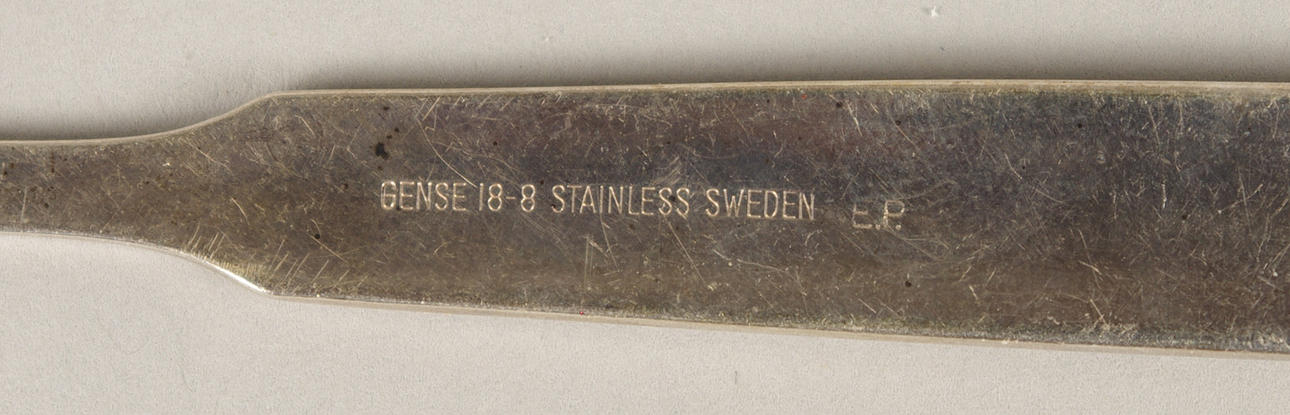 GENSE 18-8 STAINLESS SWEDEN E.P.